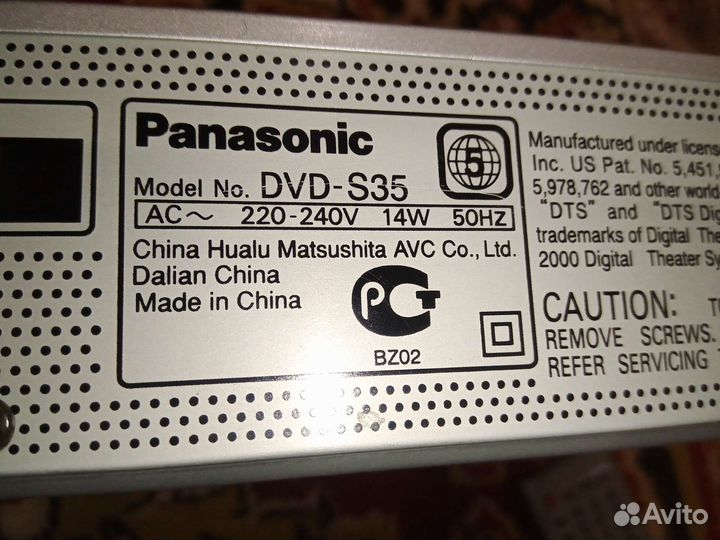 Panasonic
5
Model No. DVD-S35
AC~ 220-240V 14W 50HZ
China Hualu Matsushita AVC Co., Ltd.
Dalian China
Made in China
PCT
BZ02
Manufactured under license
Inc. US Pat. No. 5,451,
5,978,762 and other world
"DTS" and "DTS Dig
trademarks of Digital The
2000 Digital Theater Sy
CAUTION:
REMOVE SCREWS.
REFER SERVICING
Avito